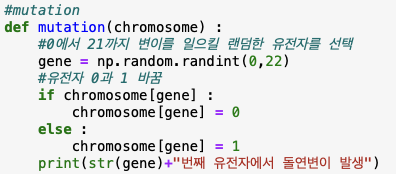 #mutation
def mutation(chromosome) :
    #0에서 21까지 변이를 일으킬 랜덤한 유전자를 선택
    gene = np.random.randint(0,22)
    #유전자 0과 1 바꿈
    if chromosome[gene] :
        chromosome[gene] = 0
    else :
        chromosome[gene] = 1
    print(str(gene)+"번째 유전자에서 돌연변이 발생")